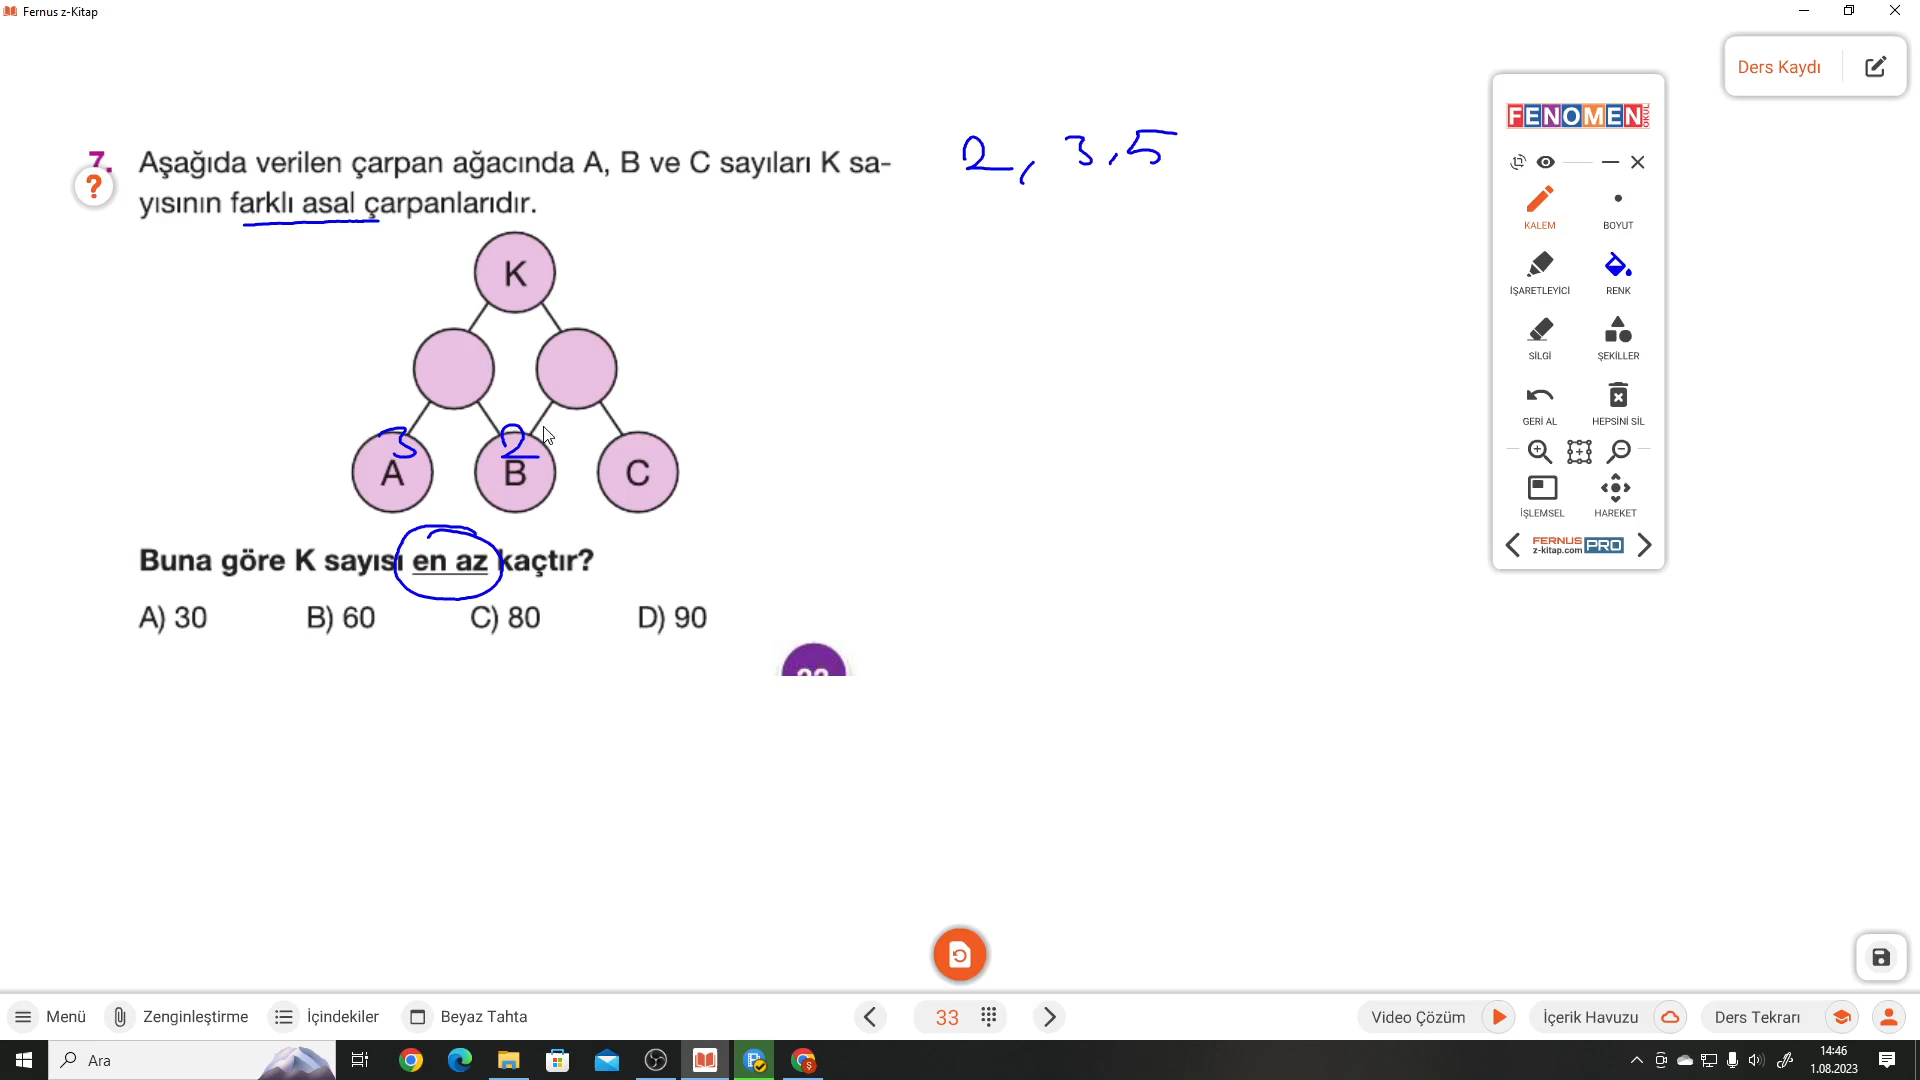 Fernus z-Kitap
Ders Kaydı
FENOMEN
OKUL
2, 3, 5
7. Aşağıda verilen çarpan ağacında A, B ve C sayıları K sa-
yısının farklı asal çarpanlarıdır.
?
K
3 2
A B C
Buna göre K sayısı en az kaçtır?
A) 30 B) 60 C) 80 D) 90
KALEM BOYUT
İŞARETLEYİCİ RENK
SİLGİ ŞEKİLLER
GERİ AL HEPSİNİ SİL
İŞLEMSEL HAREKET
FERNUS
z-kitap.com PRO
Menü Zenginleştirme İçindekiler Beyaz Tahta 33 Video Çözüm İçerik Havuzu Ders Tekrarı
Ara
14:46
1.08.2023